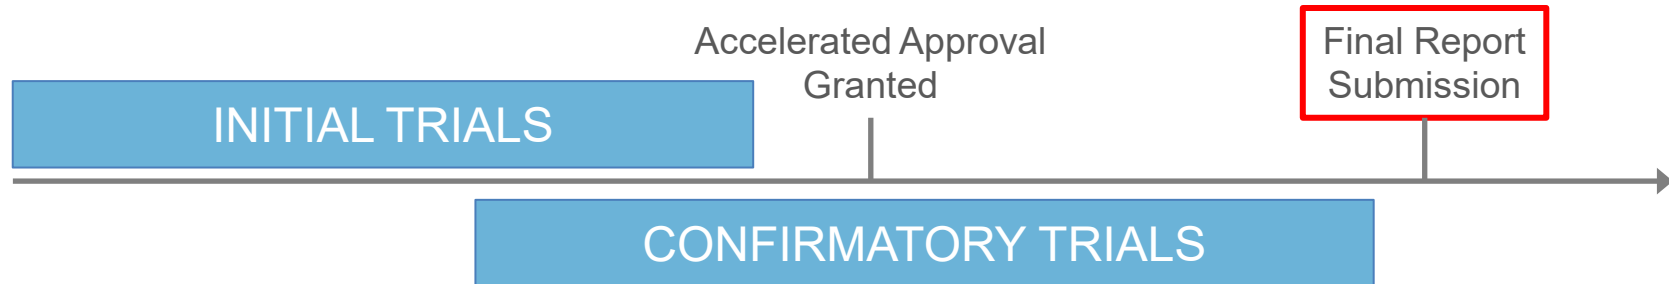 Accelerated Approval
Granted
Final Report
Submission
INITIAL TRIALS
CONFIRMATORY TRIALS